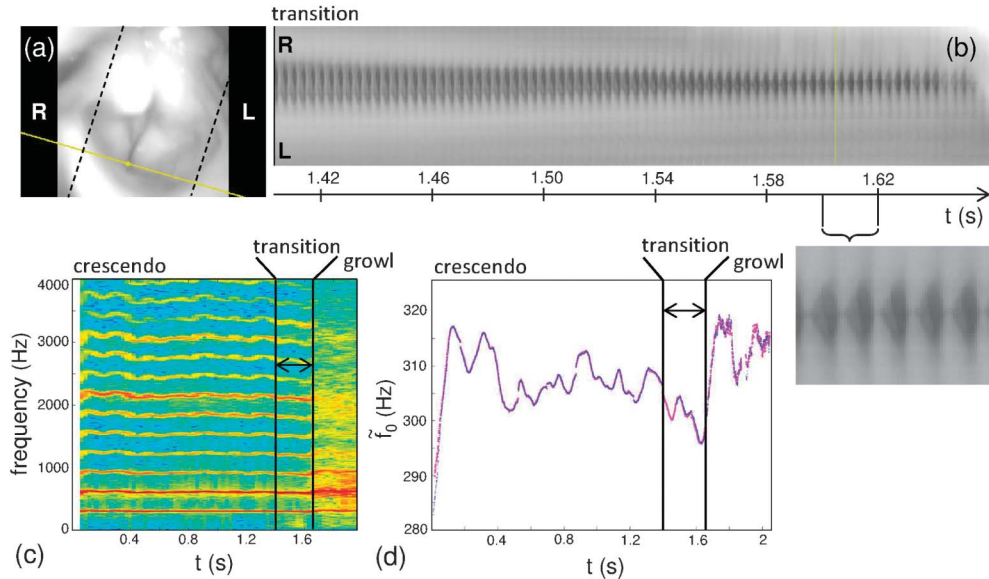 transition
(a)
R
L
R
(b)
L
1.42 1.46 1.50 1.54 1.58 1.62
t (s)
transition
crescendo
growl
4000
3000
2000
1000
0
frequency (Hz)
0.4 0.8 1.2 1.6
t (s)
(c)
transition
crescendo
growl
320
310
300
290
280
f̃₀ (Hz)
0 0.4 0.8 1.2 1.6 2
t (s)
(d)